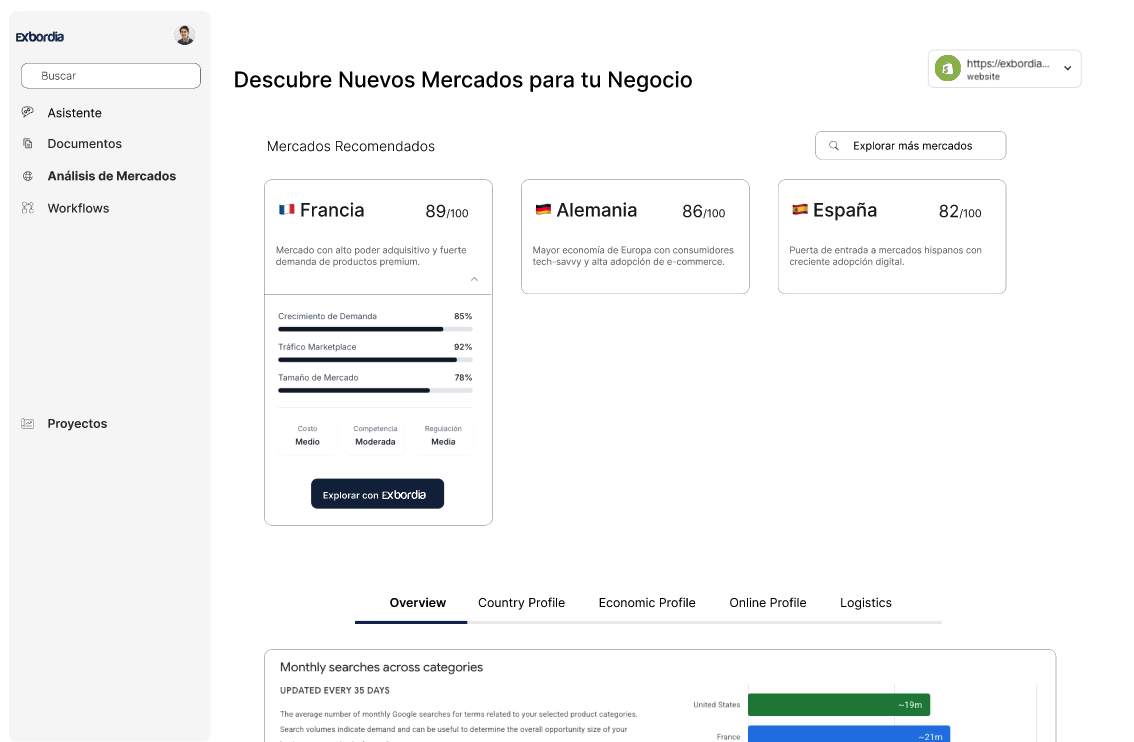 Exbordia
Buscar
Asistente
Documentos
Análisis de Mercados
Workflows
Proyectos
Descubre Nuevos Mercados para tu Negocio
https://exbordia...
website
Mercados Recomendados
Explorar más mercados
Francia
89/100
Mercado con alto poder adquisitivo y fuerte
demanda de productos premium.
Crecimiento de Demanda 85%
Tráfico Marketplace 92%
Tamaño de Mercado 78%
Costo
Medio
Competencia
Moderada
Regulación
Media
Explorar con Exbordia
Alemania
86/100
Mayor economía de Europa con consumidores
tech-savvy y alta adopción de e-commerce.
España
82/100
Puerta de entrada a mercados hispanos con
creciente adopción digital.
Overview Country Profile Economic Profile Online Profile Logistics
Monthly searches across categories
UPDATED EVERY 35 DAYS
The average number of monthly Google searches for terms related to your selected product categories.
Search volumes indicate demand and can be useful to determine the overall opportunity size of your
United States ~19m
France ~21m